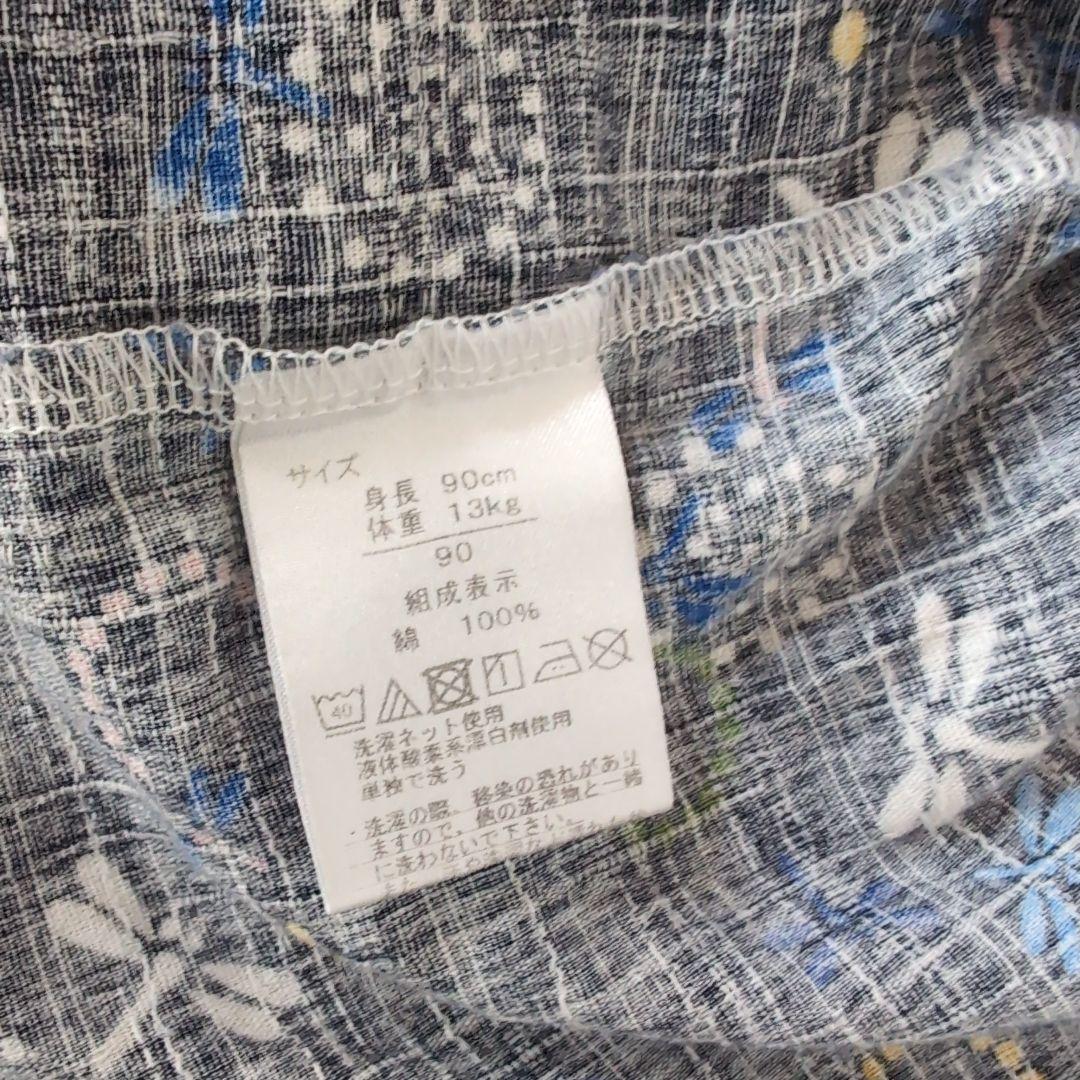 サイズ
身長 90cm
体重 13kg
90
組成表示
綿 100%
40
洗濯ネット使用
液体酸素系漂白剤使用
単独で洗う
・洗濯の際、移染の恐れがあり
ますので、他の洗濯物と一緒
に洗わないで下さい。